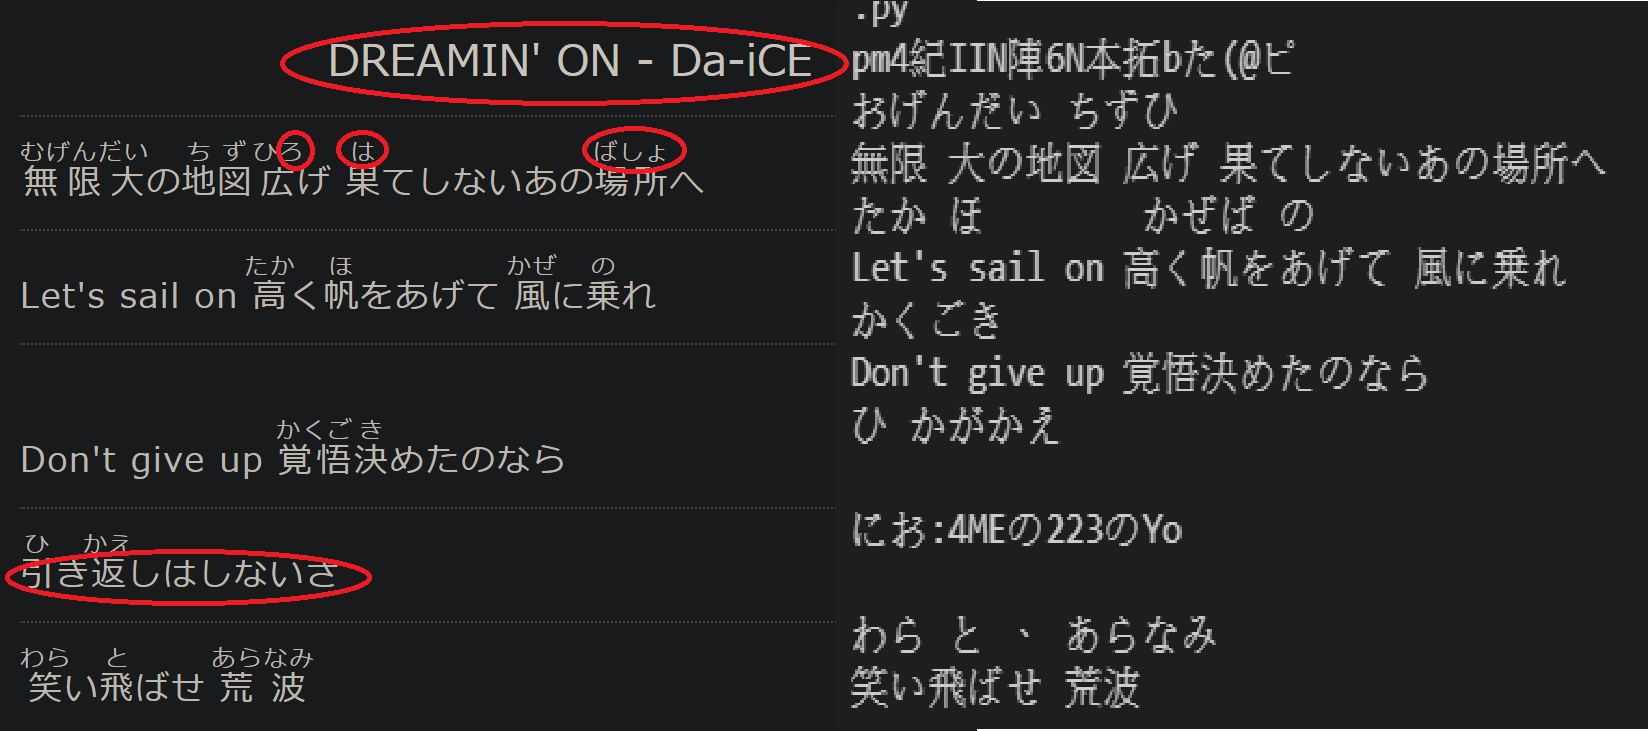 DREAMIN' ON - Da-iCE
むげんだい ち ず ひろ は ばしょ
無限大の地図広げ 果てしないあの場所へ
たか ほ かぜ の
Let's sail on 高く帆をあげて 風に乗れ
かくご き
Don't give up 覚悟決めたのなら
ひ かえ
引き返しはしないさ
わら と あらなみ
笑い飛ばせ 荒波
.py
pm4紀IIN陣6N本拓bた(@ピ
おげんだい ちずひ
無限 大の地図 広げ 果てしないあの場所へ
たか ほ かぜば の
Let's sail on 高く帆をあげて 風に乗れ
かくごき
Don't give up 覚悟決めたのなら
ひ かがかえ
にお:4MEの223のYo
わら と 、 あらなみ
笑い飛ばせ 荒波